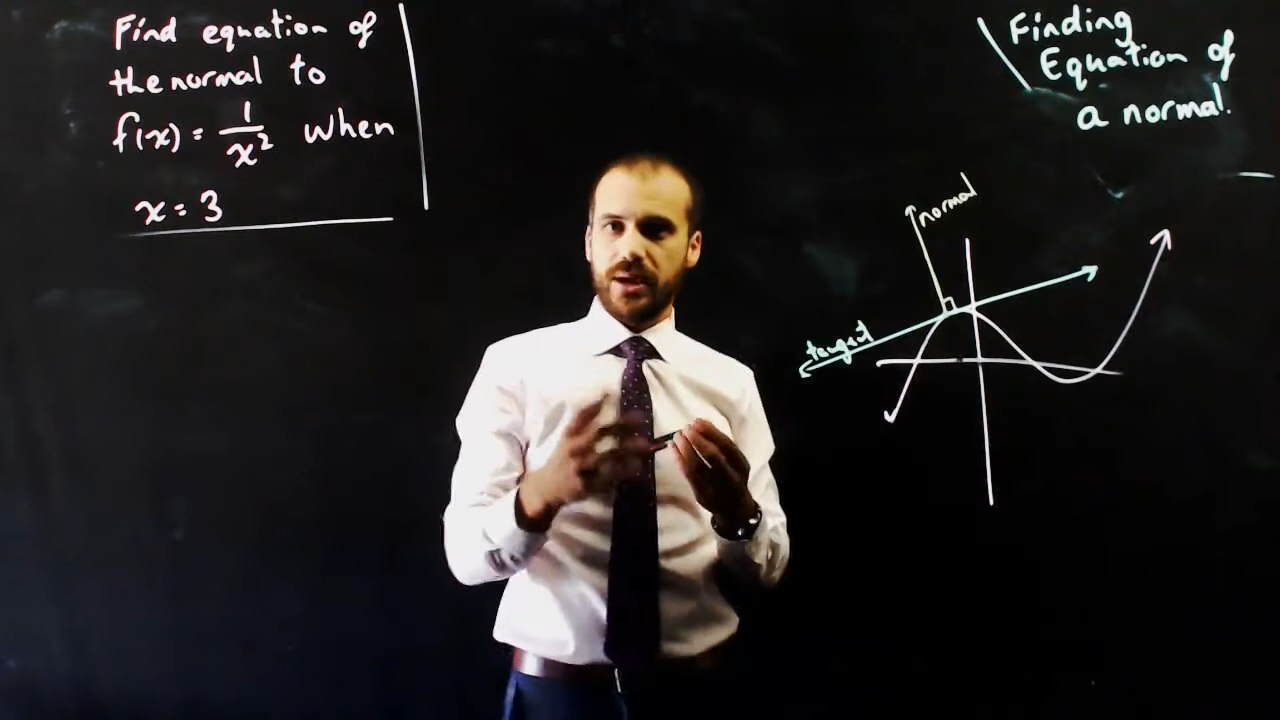 Find equation of
the normal to
f(x) = 1/x² when
x = 3
Finding
Equation of
a normal.
normal
tangent